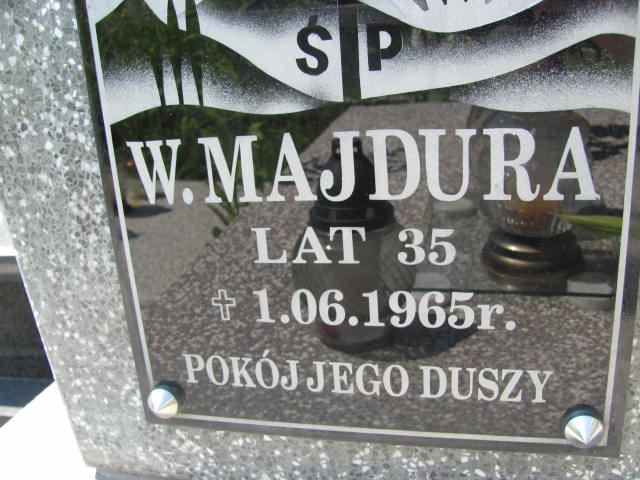 Ś P
W. MAJDURA
LAT 35
✝ 1.06.1965r.
POKÓJ JEGO DUSZY